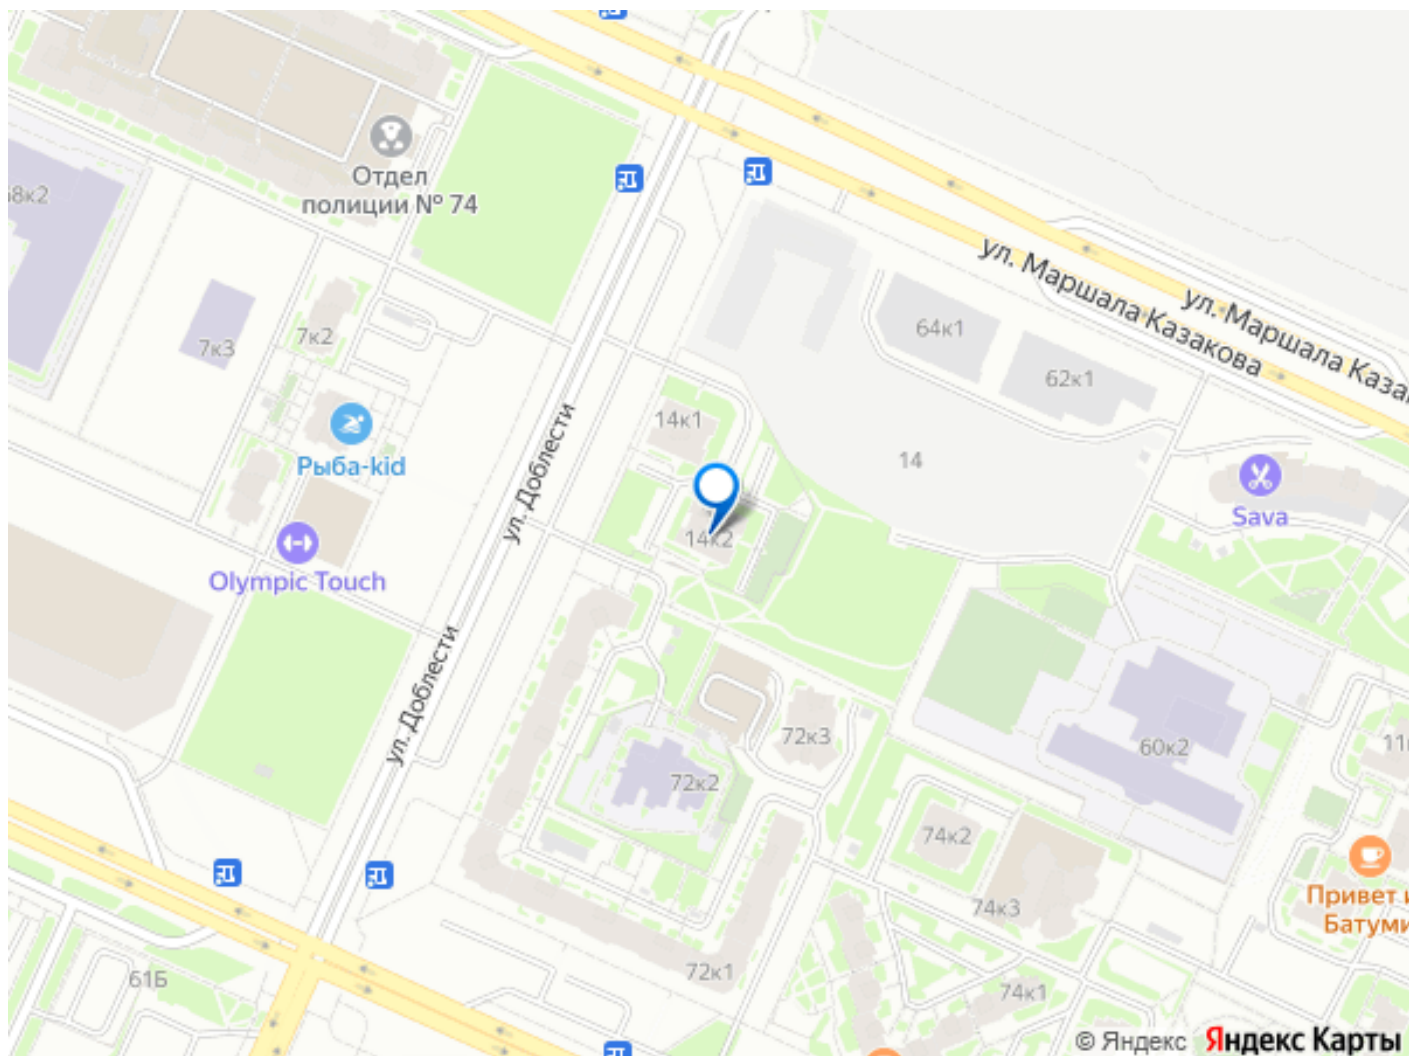 Отдел
полиции № 74
68к2
7к3
7к2
Рыба-kid
Olympic Touch
ул. Доблести
ул. Доблести
14к1
14к2
14
64к1
62к1
ул. Маршала Казакова
ул. Маршала Каза
Sava
72к3
72к2
60к2
74к2
74к3
72к1
74к1
61Б
Привет и
Батуми
© Яндекс
Яндекс Карты